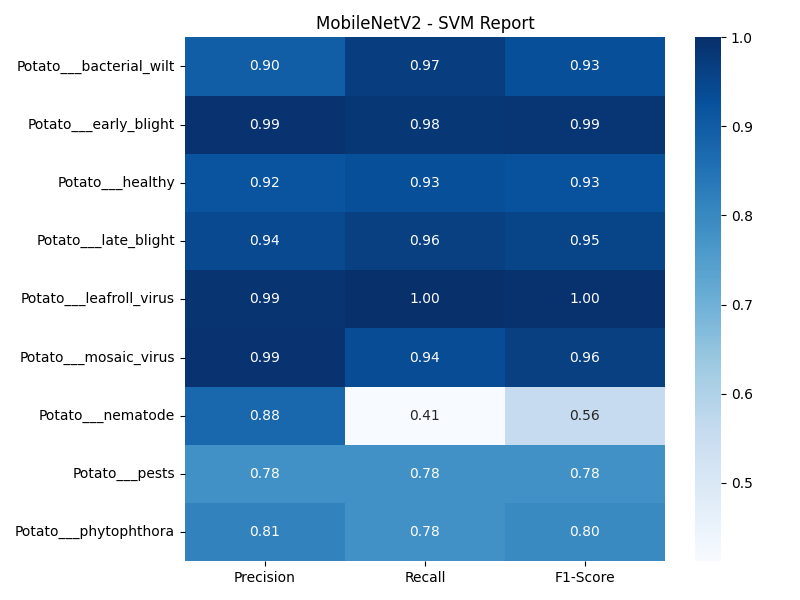 MobileNetV2 - SVM Report
Potato___bacterial_wilt 0.90 0.97 0.93
Potato___early_blight 0.99 0.98 0.99
Potato___healthy 0.92 0.93 0.93
Potato___late_blight 0.94 0.96 0.95
Potato___leafroll_virus 0.99 1.00 1.00
Potato___mosaic_virus 0.99 0.94 0.96
Potato___nematode 0.88 0.41 0.56
Potato___pests 0.78 0.78 0.78
Potato___phytophthora 0.81 0.78 0.80
Precision Recall F1-Score
1.0
0.9
0.8
0.7
0.6
0.5